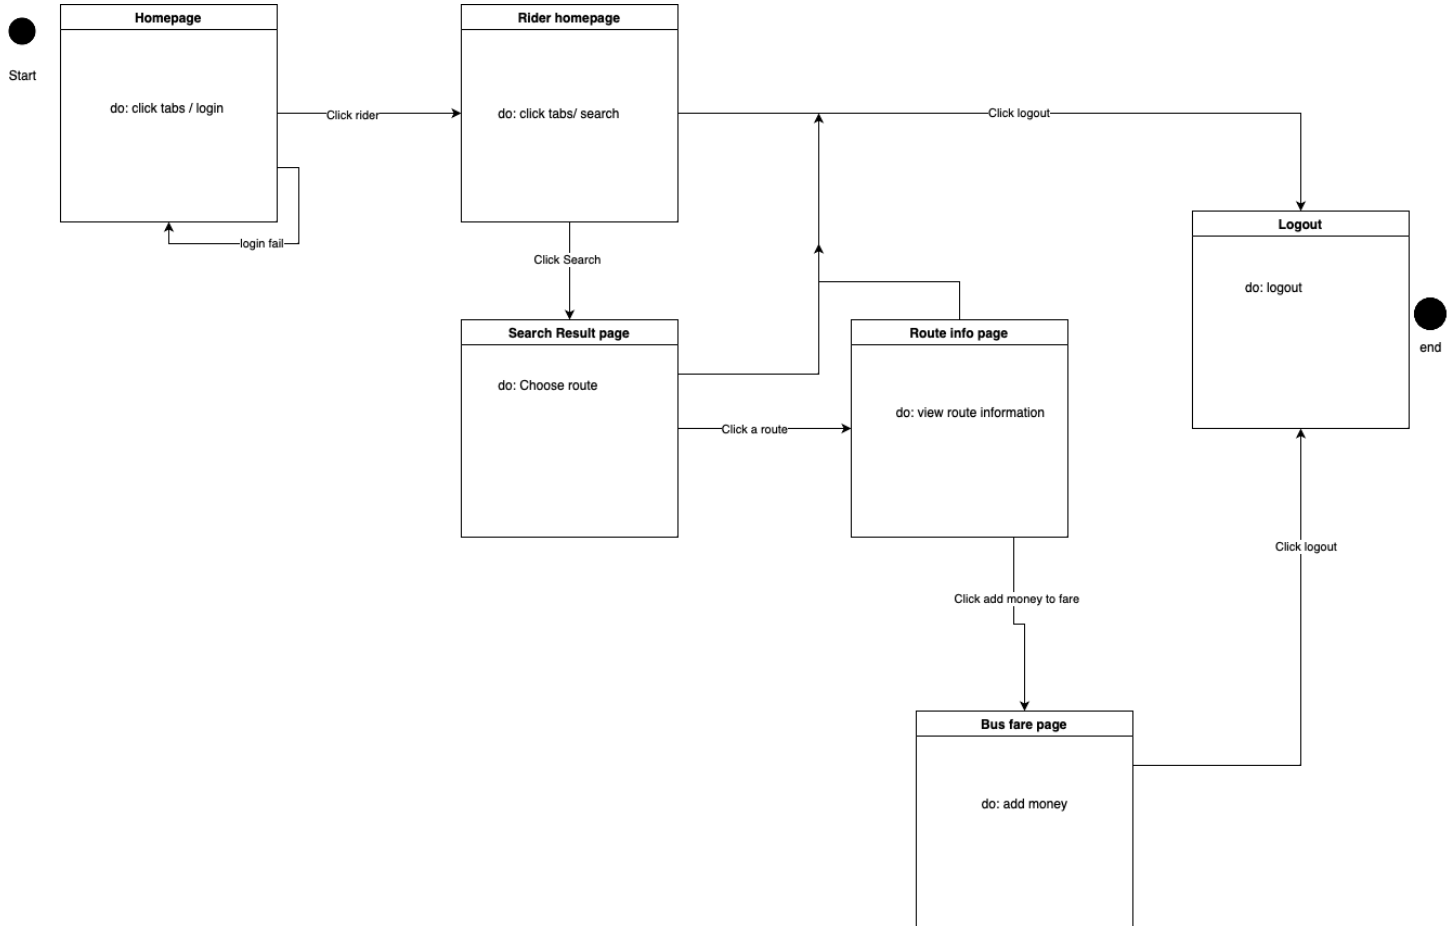 Homepage
Rider homepage
Start
do: click tabs / login
Click rider
do: click tabs/ search
Click logout
login fail
Click Search
Logout
do: logout
end
Search Result page
Route info page
do: Choose route
do: view route information
Click a route
Click logout
Click add money to fare
Bus fare page
do: add money